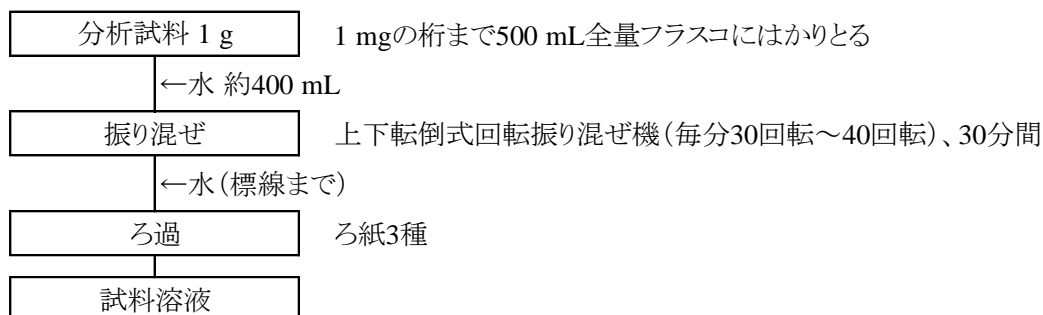 分析試料 1 g 1 mgの桁まで500 mL全量フラスコにはかりとる
←水 約400 mL
振り混ぜ 上下転倒式回転振り混ぜ機（毎分30回転～40回転）、30分間
←水（標線まで）
ろ過 ろ紙3種
試料溶液